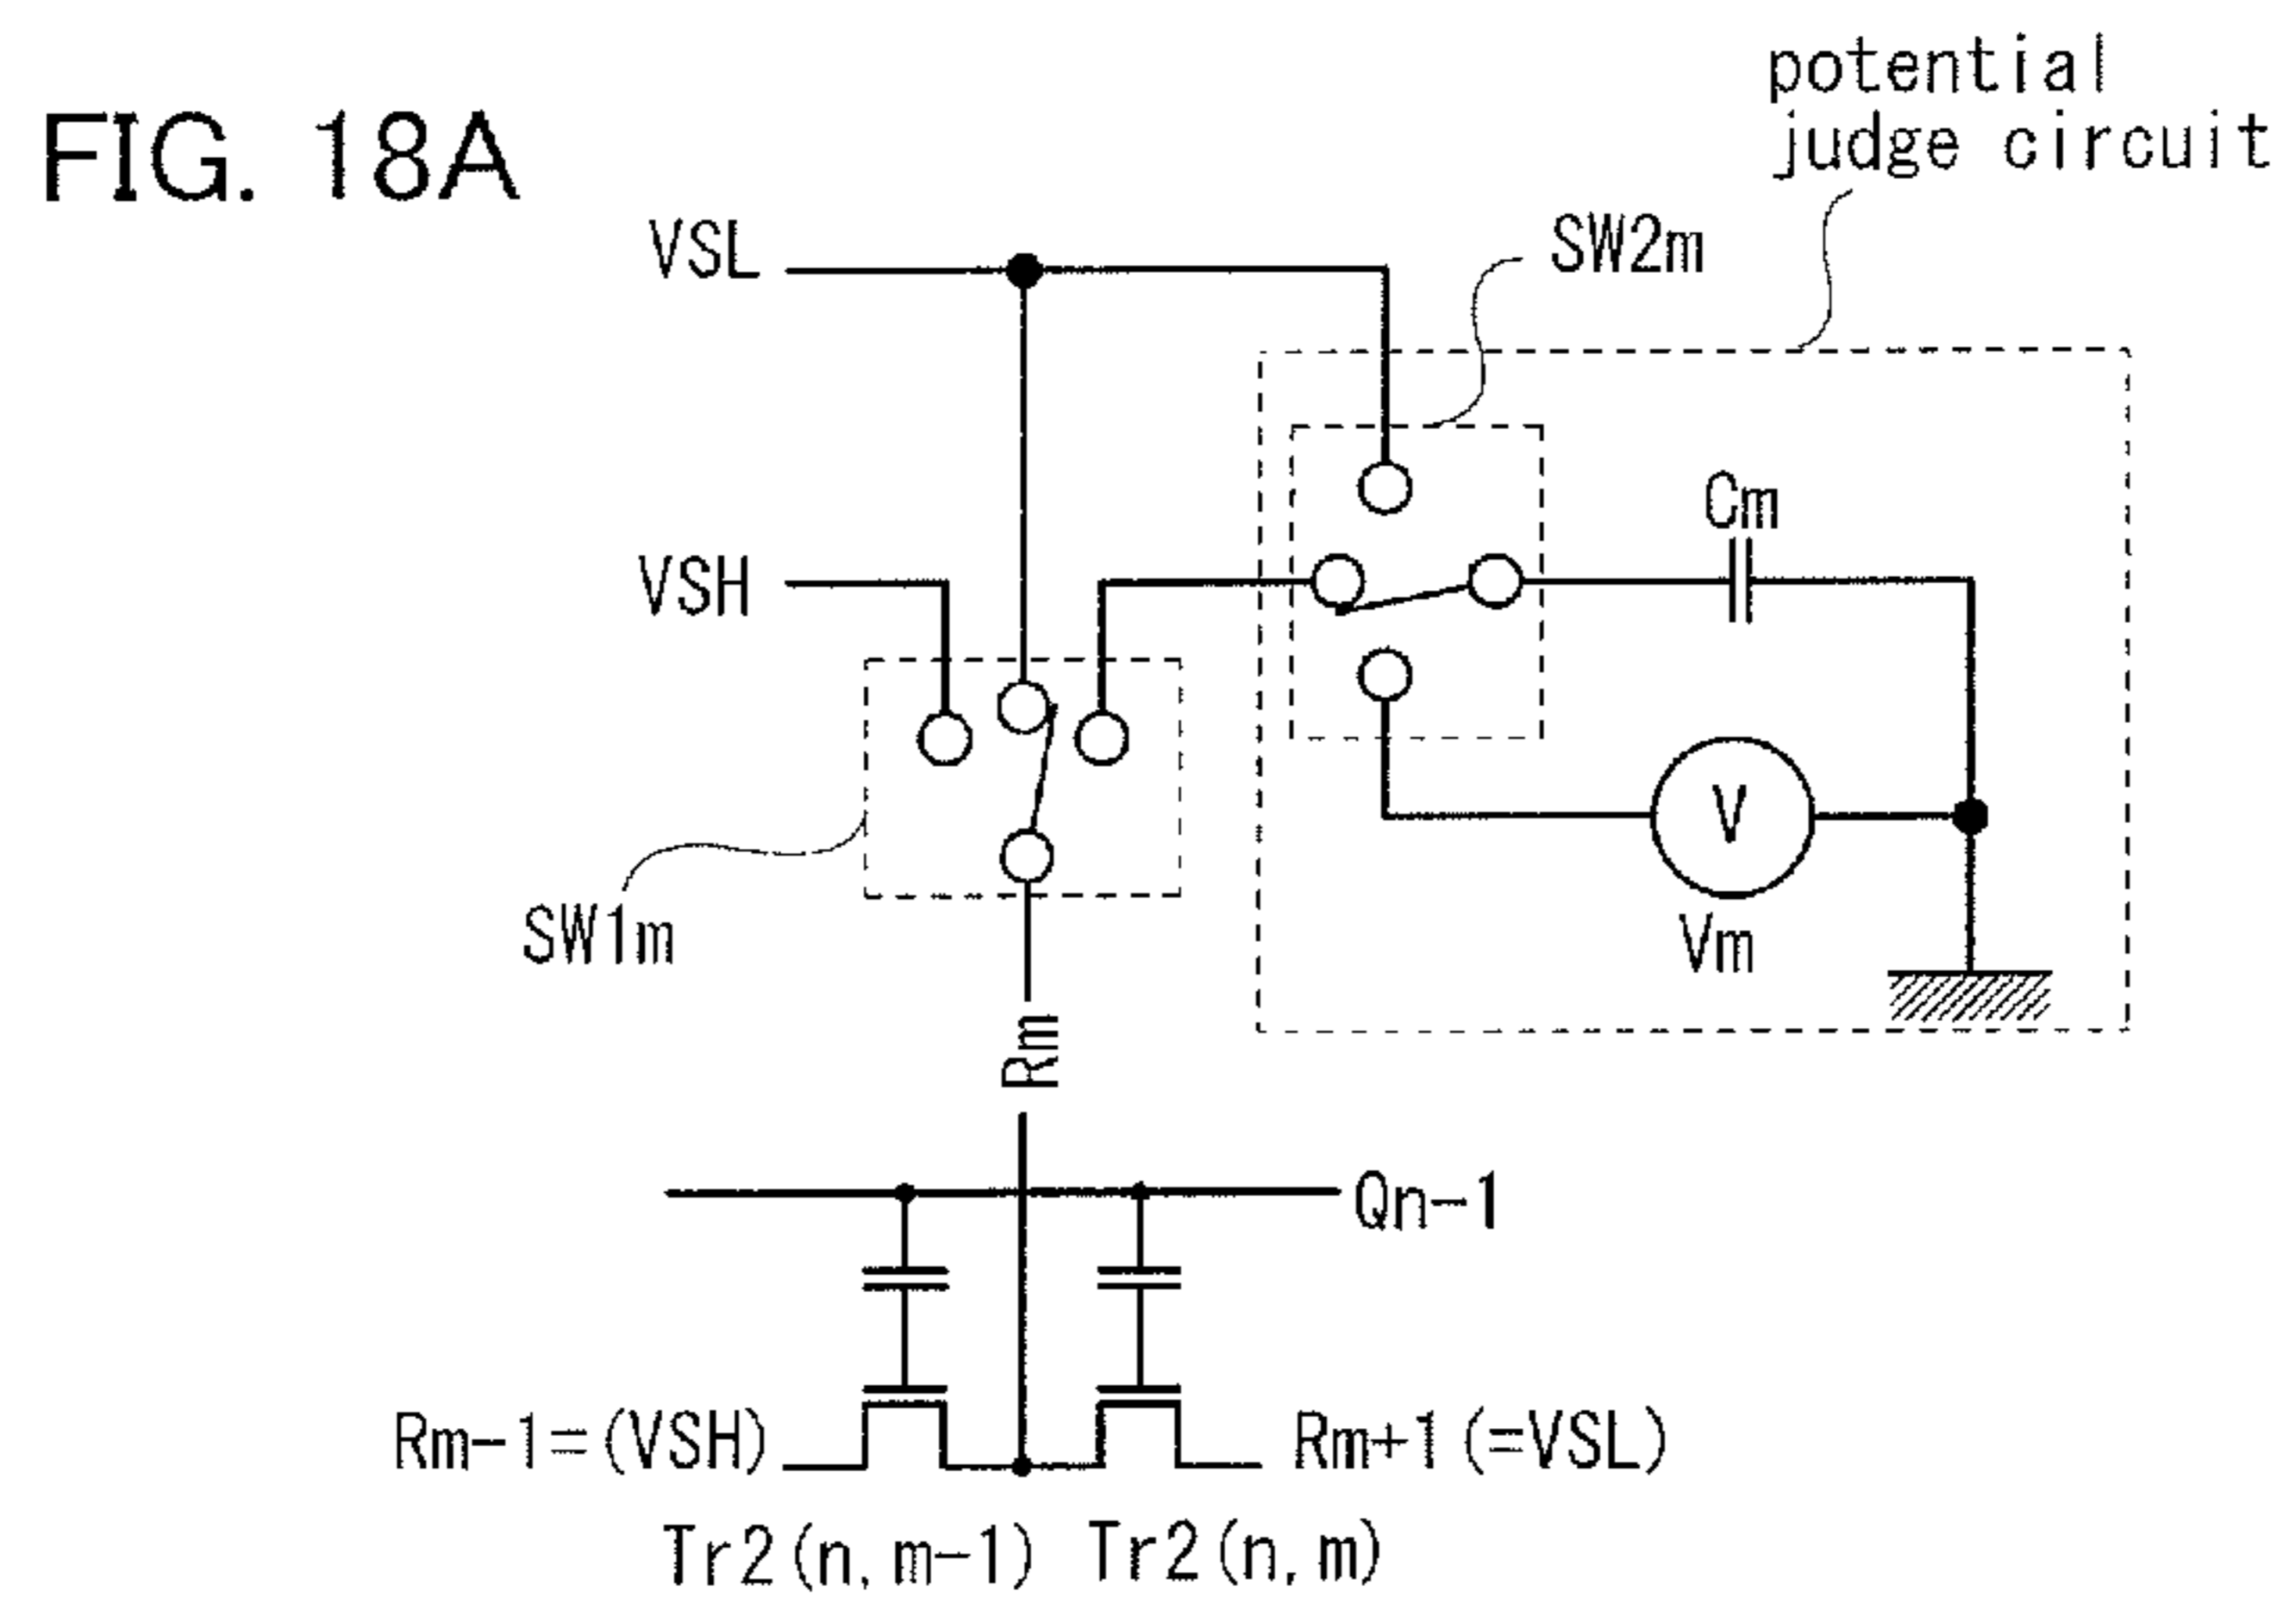 FIG. 18A
potential
judge circuit
VSL
SW2m
Cm
VSH
V
SW1m
Vm
Rm
Qn-1
Rm-1=(VSH)
Rm+1(=VSL)
Tr2(n,m-1)
Tr2(n,m)